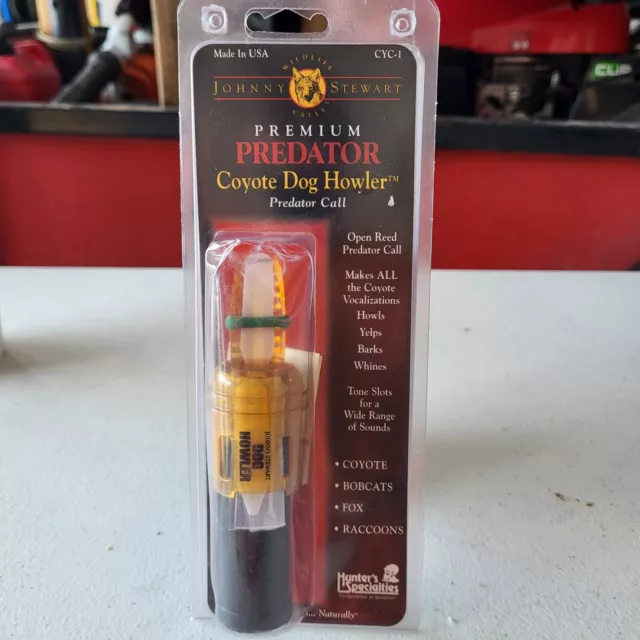 Made In USA CYC-1
WILDLIFE
JOHNNY STEWART
CALLS
PREMIUM
PREDATOR
Coyote Dog Howler™
Predator Call
Open Reed
Predator Call
Makes ALL
the Coyote
Vocalizations
Howls
Yelps
Barks
Whines
Tone Slots
for a
Wide Range
of Sounds
• COYOTE
• BOBCATS
• FOX
• RACCOONS
JOHNNY STEWART
DOG
HOWLER
Hunter's
Specialties
Naturally®